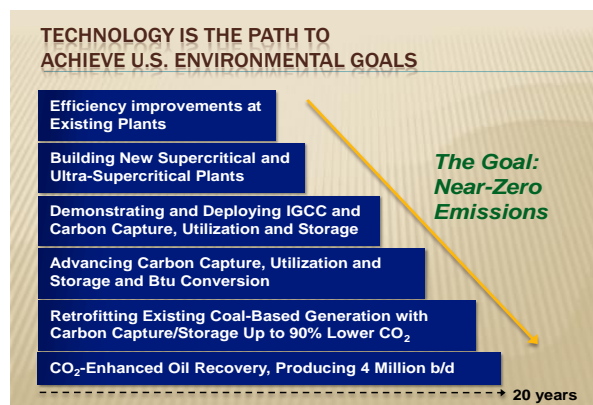 TECHNOLOGY IS THE PATH TO
ACHIEVE U.S. ENVIRONMENTAL GOALS
Efficiency improvements at
Existing Plants
Building New Supercritical and
Ultra-Supercritical Plants
The Goal:
Near-Zero
Emissions
Demonstrating and Deploying IGCC and
Carbon Capture, Utilization and Storage
Advancing Carbon Capture, Utilization and
Storage and Btu Conversion
Retrofitting Existing Coal-Based Generation with
Carbon Capture/Storage Up to 90% Lower CO₂
CO₂-Enhanced Oil Recovery, Producing 4 Million b/d
20 years